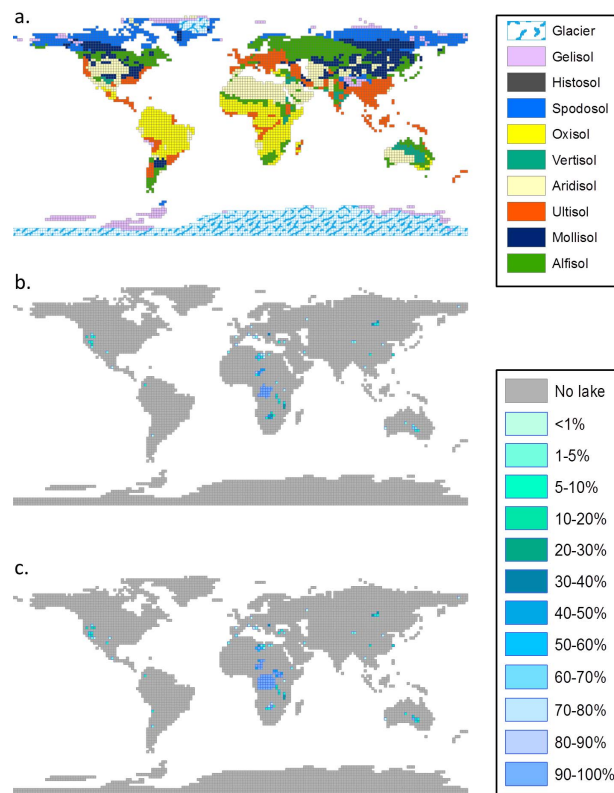 a.
Glacier
Gelisol
Histosol
Spodosol
Oxisol
Vertisol
Aridisol
Ultisol
Mollisol
Alfisol
b.
No lake
<1%
1-5%
5-10%
10-20%
20-30%
30-40%
40-50%
50-60%
60-70%
70-80%
80-90%
90-100%
c.